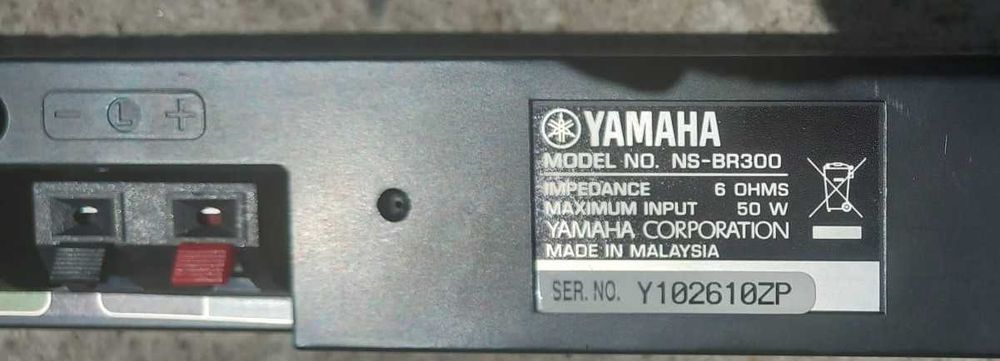 - L +
YAMAHA
MODEL NO. NS-BR300
IMPEDANCE 6 OHMS
MAXIMUM INPUT 50 W
YAMAHA CORPORATION
MADE IN MALAYSIA
SER. NO. Y102610ZP